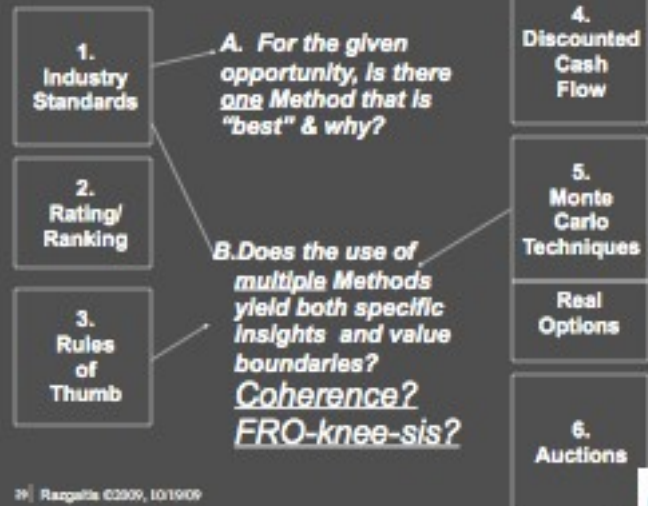 1.
Industry
Standards
2.
Rating/
Ranking
3.
Rules
of
Thumb
A. For the given
opportunity, is there
one Method that is
"best" & why?
B.Does the use of
multiple Methods
yield both specific
insights and value
boundaries?
Coherence?
FRO-knee-sis?
4.
Discounted
Cash
Flow
5.
Monte
Carlo
Techniques
Real
Options
6.
Auctions
29| Razgaitis ©2009, 10/19/09